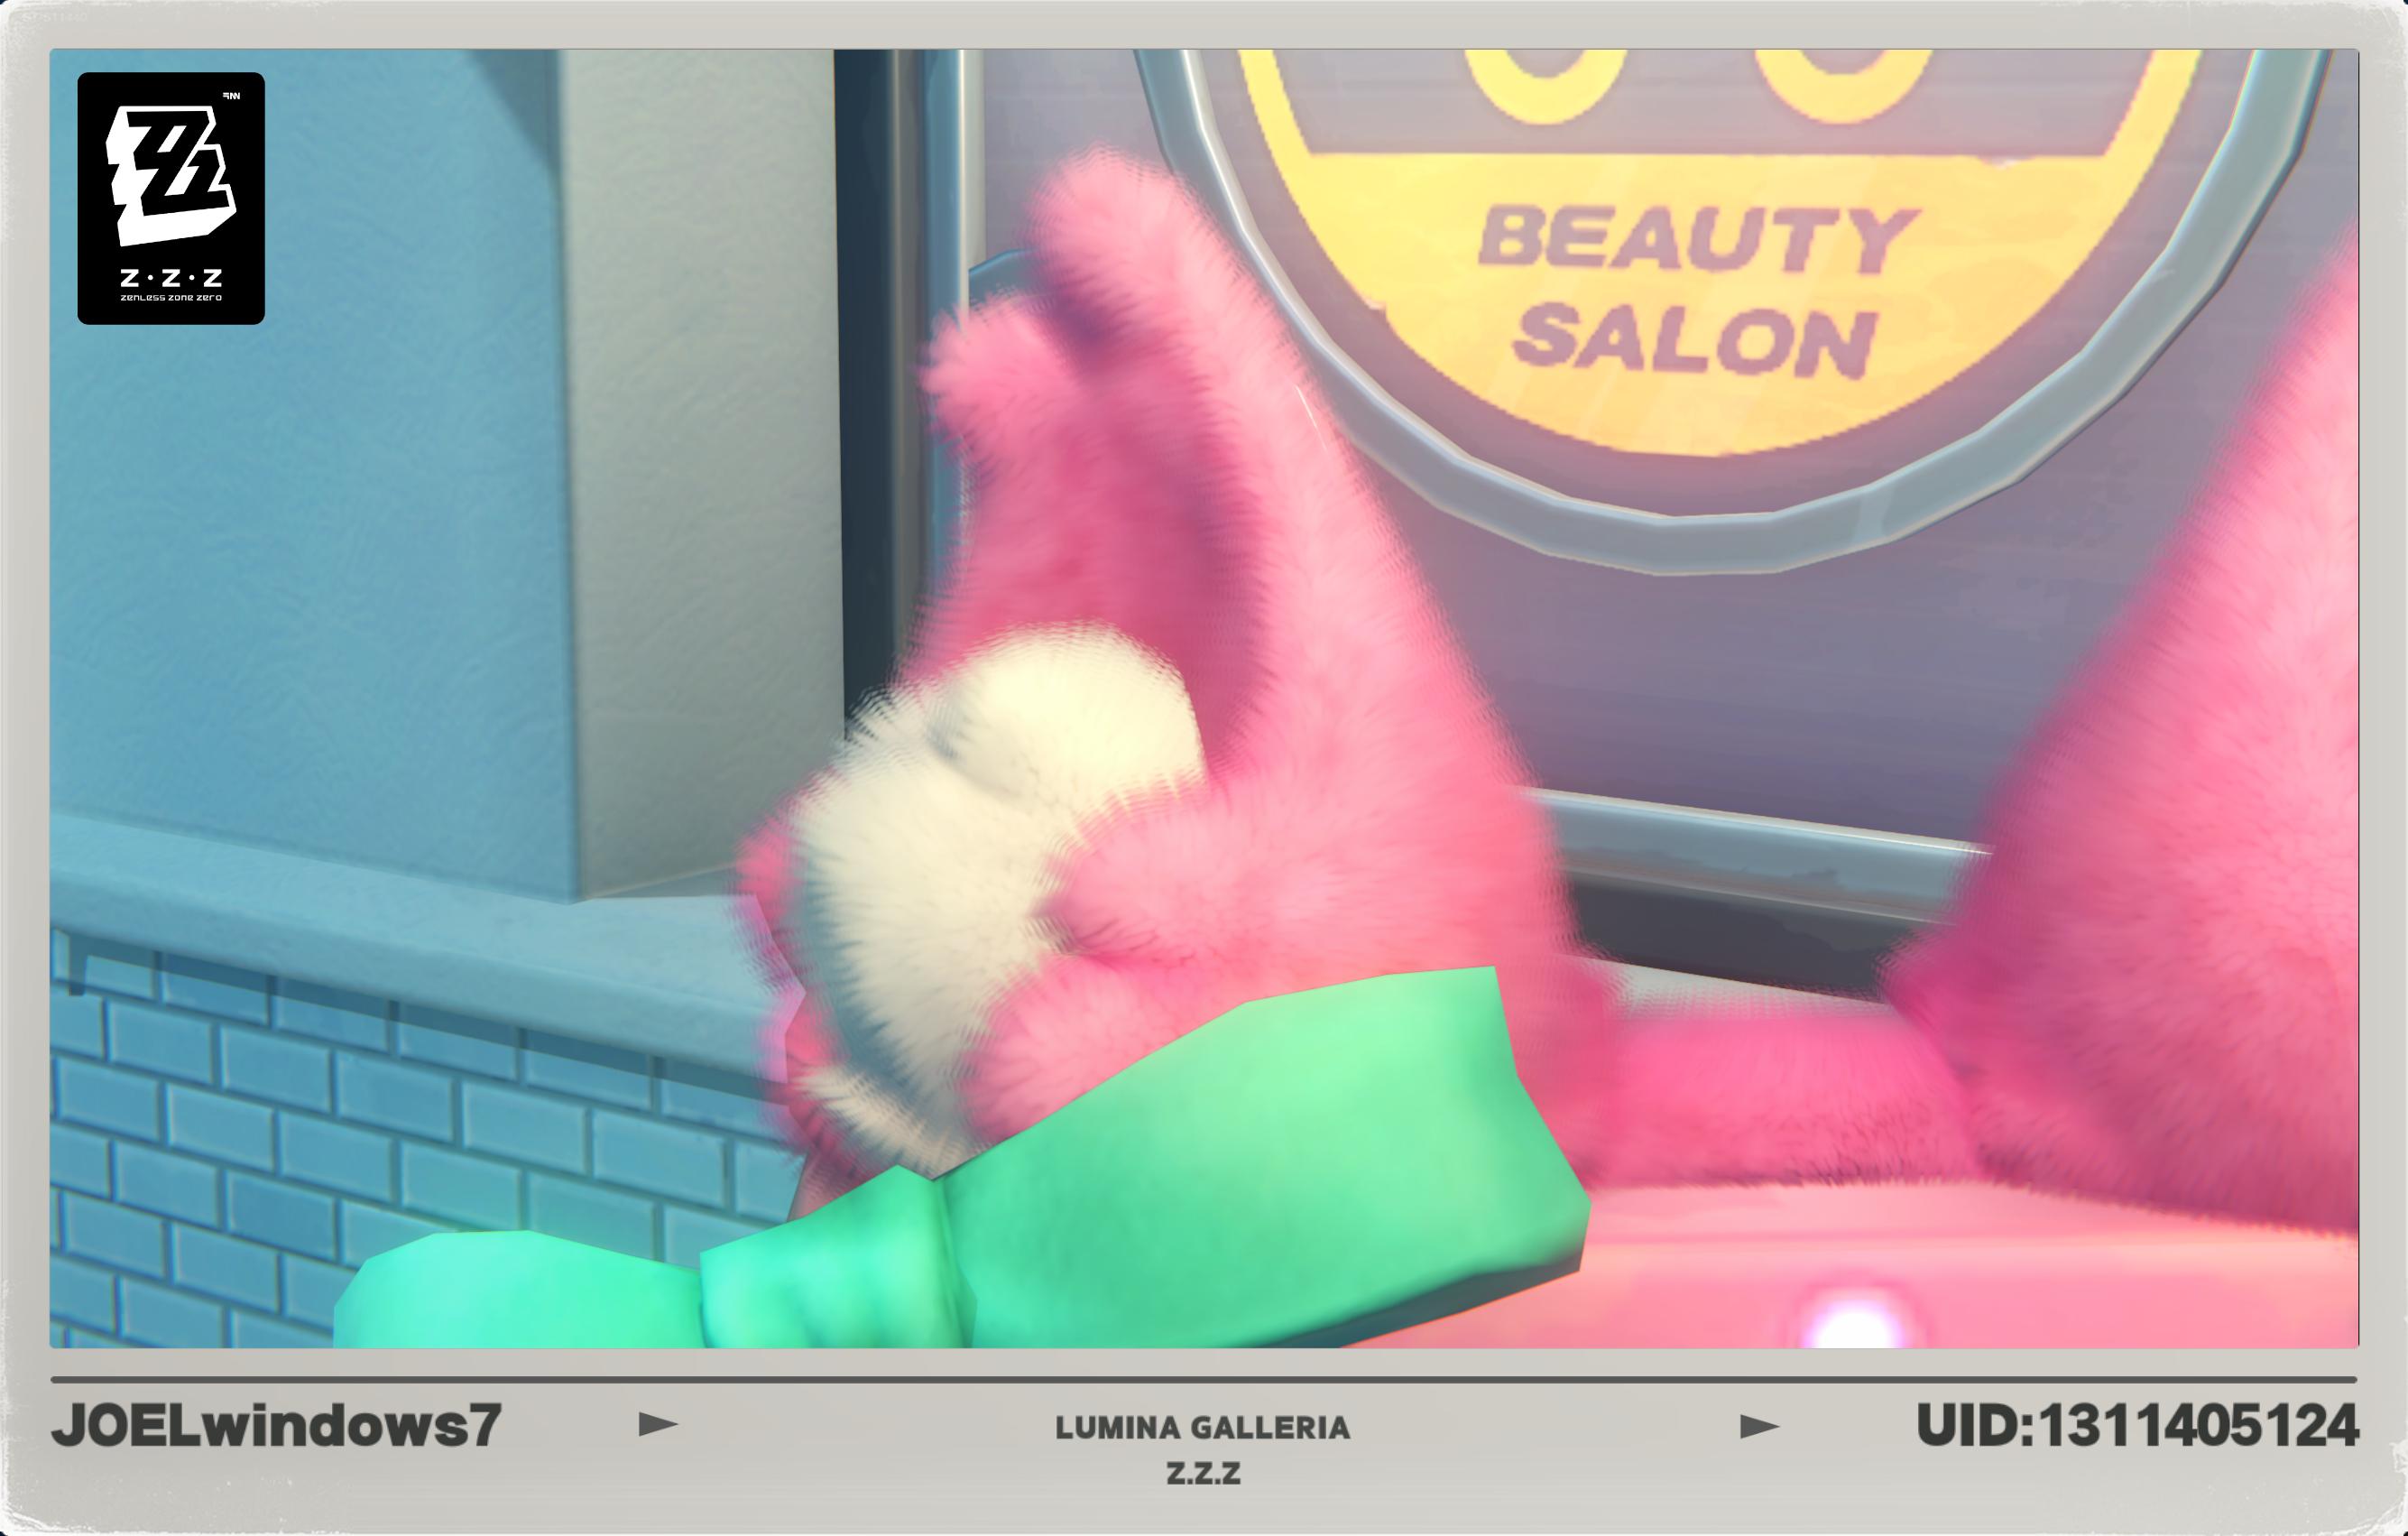 Z·Z·Z
ZENLESS ZONE ZERO
BEAUTY
SALON
JOELwindows7
LUMINA GALLERIA
UID:1311405124
Z.Z.Z